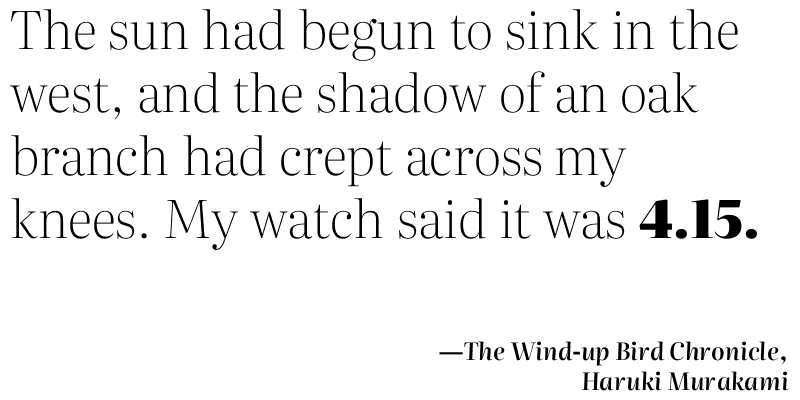 The sun had begun to sink in the
west, and the shadow of an oak
branch had crept across my
knees. My watch said it was 4.15.
—The Wind-up Bird Chronicle,
Haruki Murakami